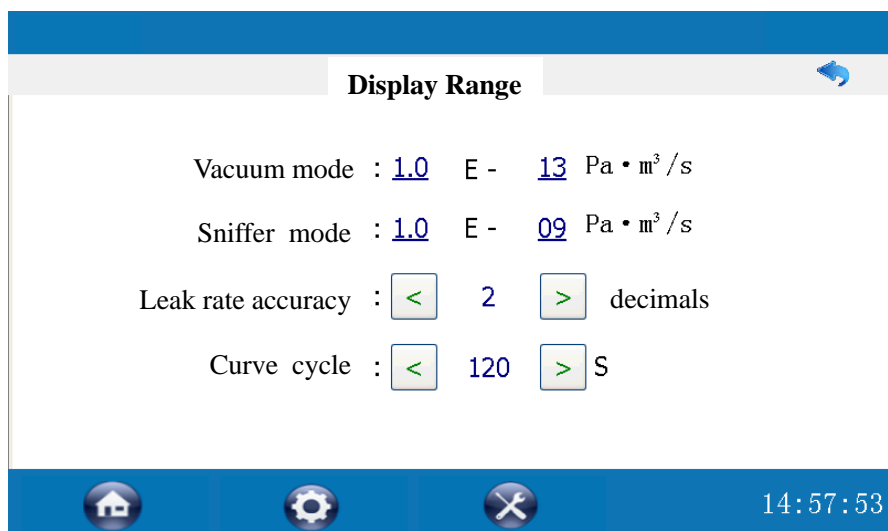 Display Range
Vacuum mode : 1.0 E - 13 Pa•m³/s
Sniffer mode : 1.0 E - 09 Pa•m³/s
Leak rate accuracy : < 2 > decimals
Curve cycle : < 120 > S
14:57:53